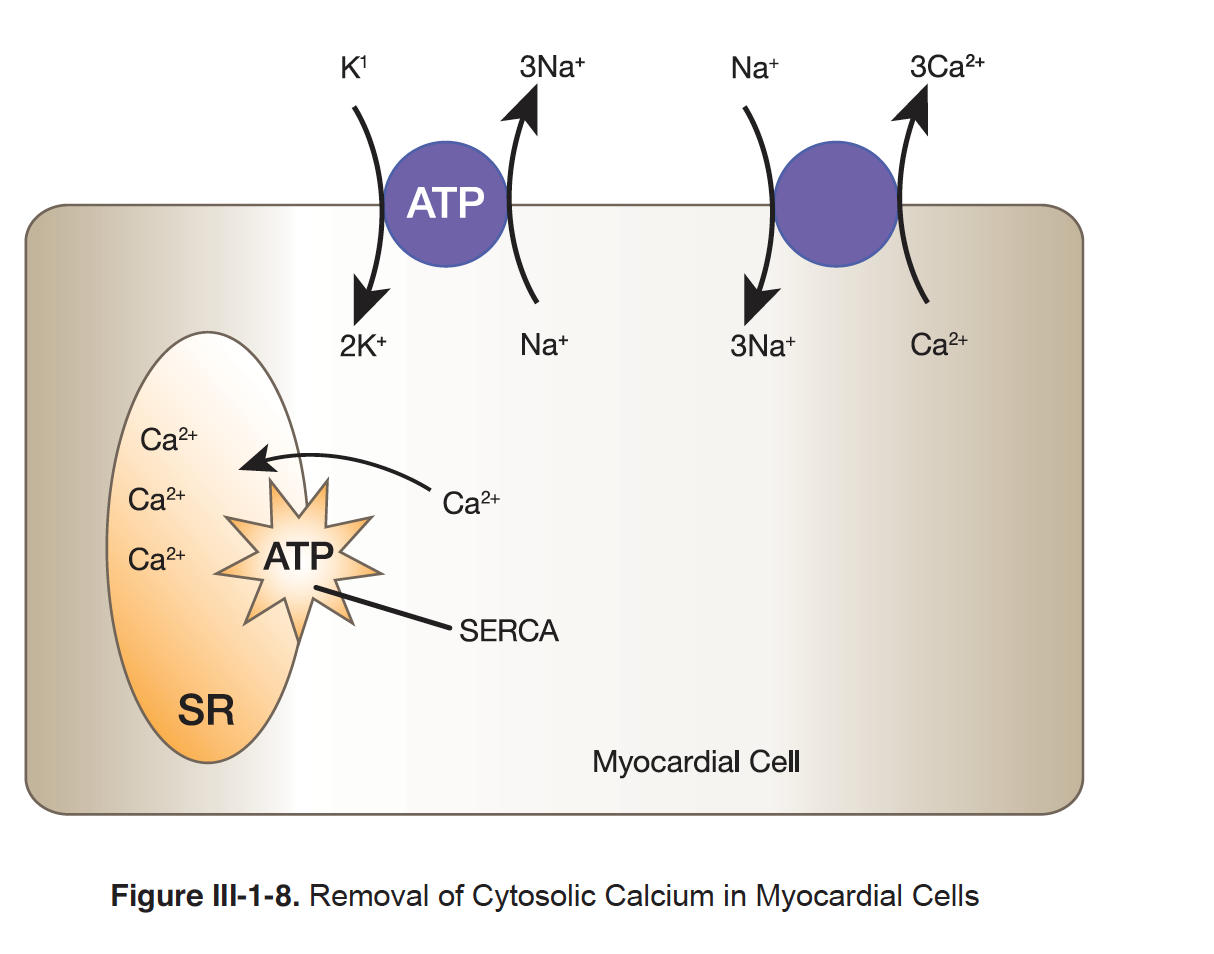 K¹ 3Na⁺ Na⁺ 3Ca²⁺
ATP
2K⁺ Na⁺ 3Na⁺ Ca²⁺
Ca²⁺
Ca²⁺ Ca²⁺
Ca²⁺ ATP
SERCA
SR
Myocardial Cell
Figure III-1-8. Removal of Cytosolic Calcium in Myocardial Cells